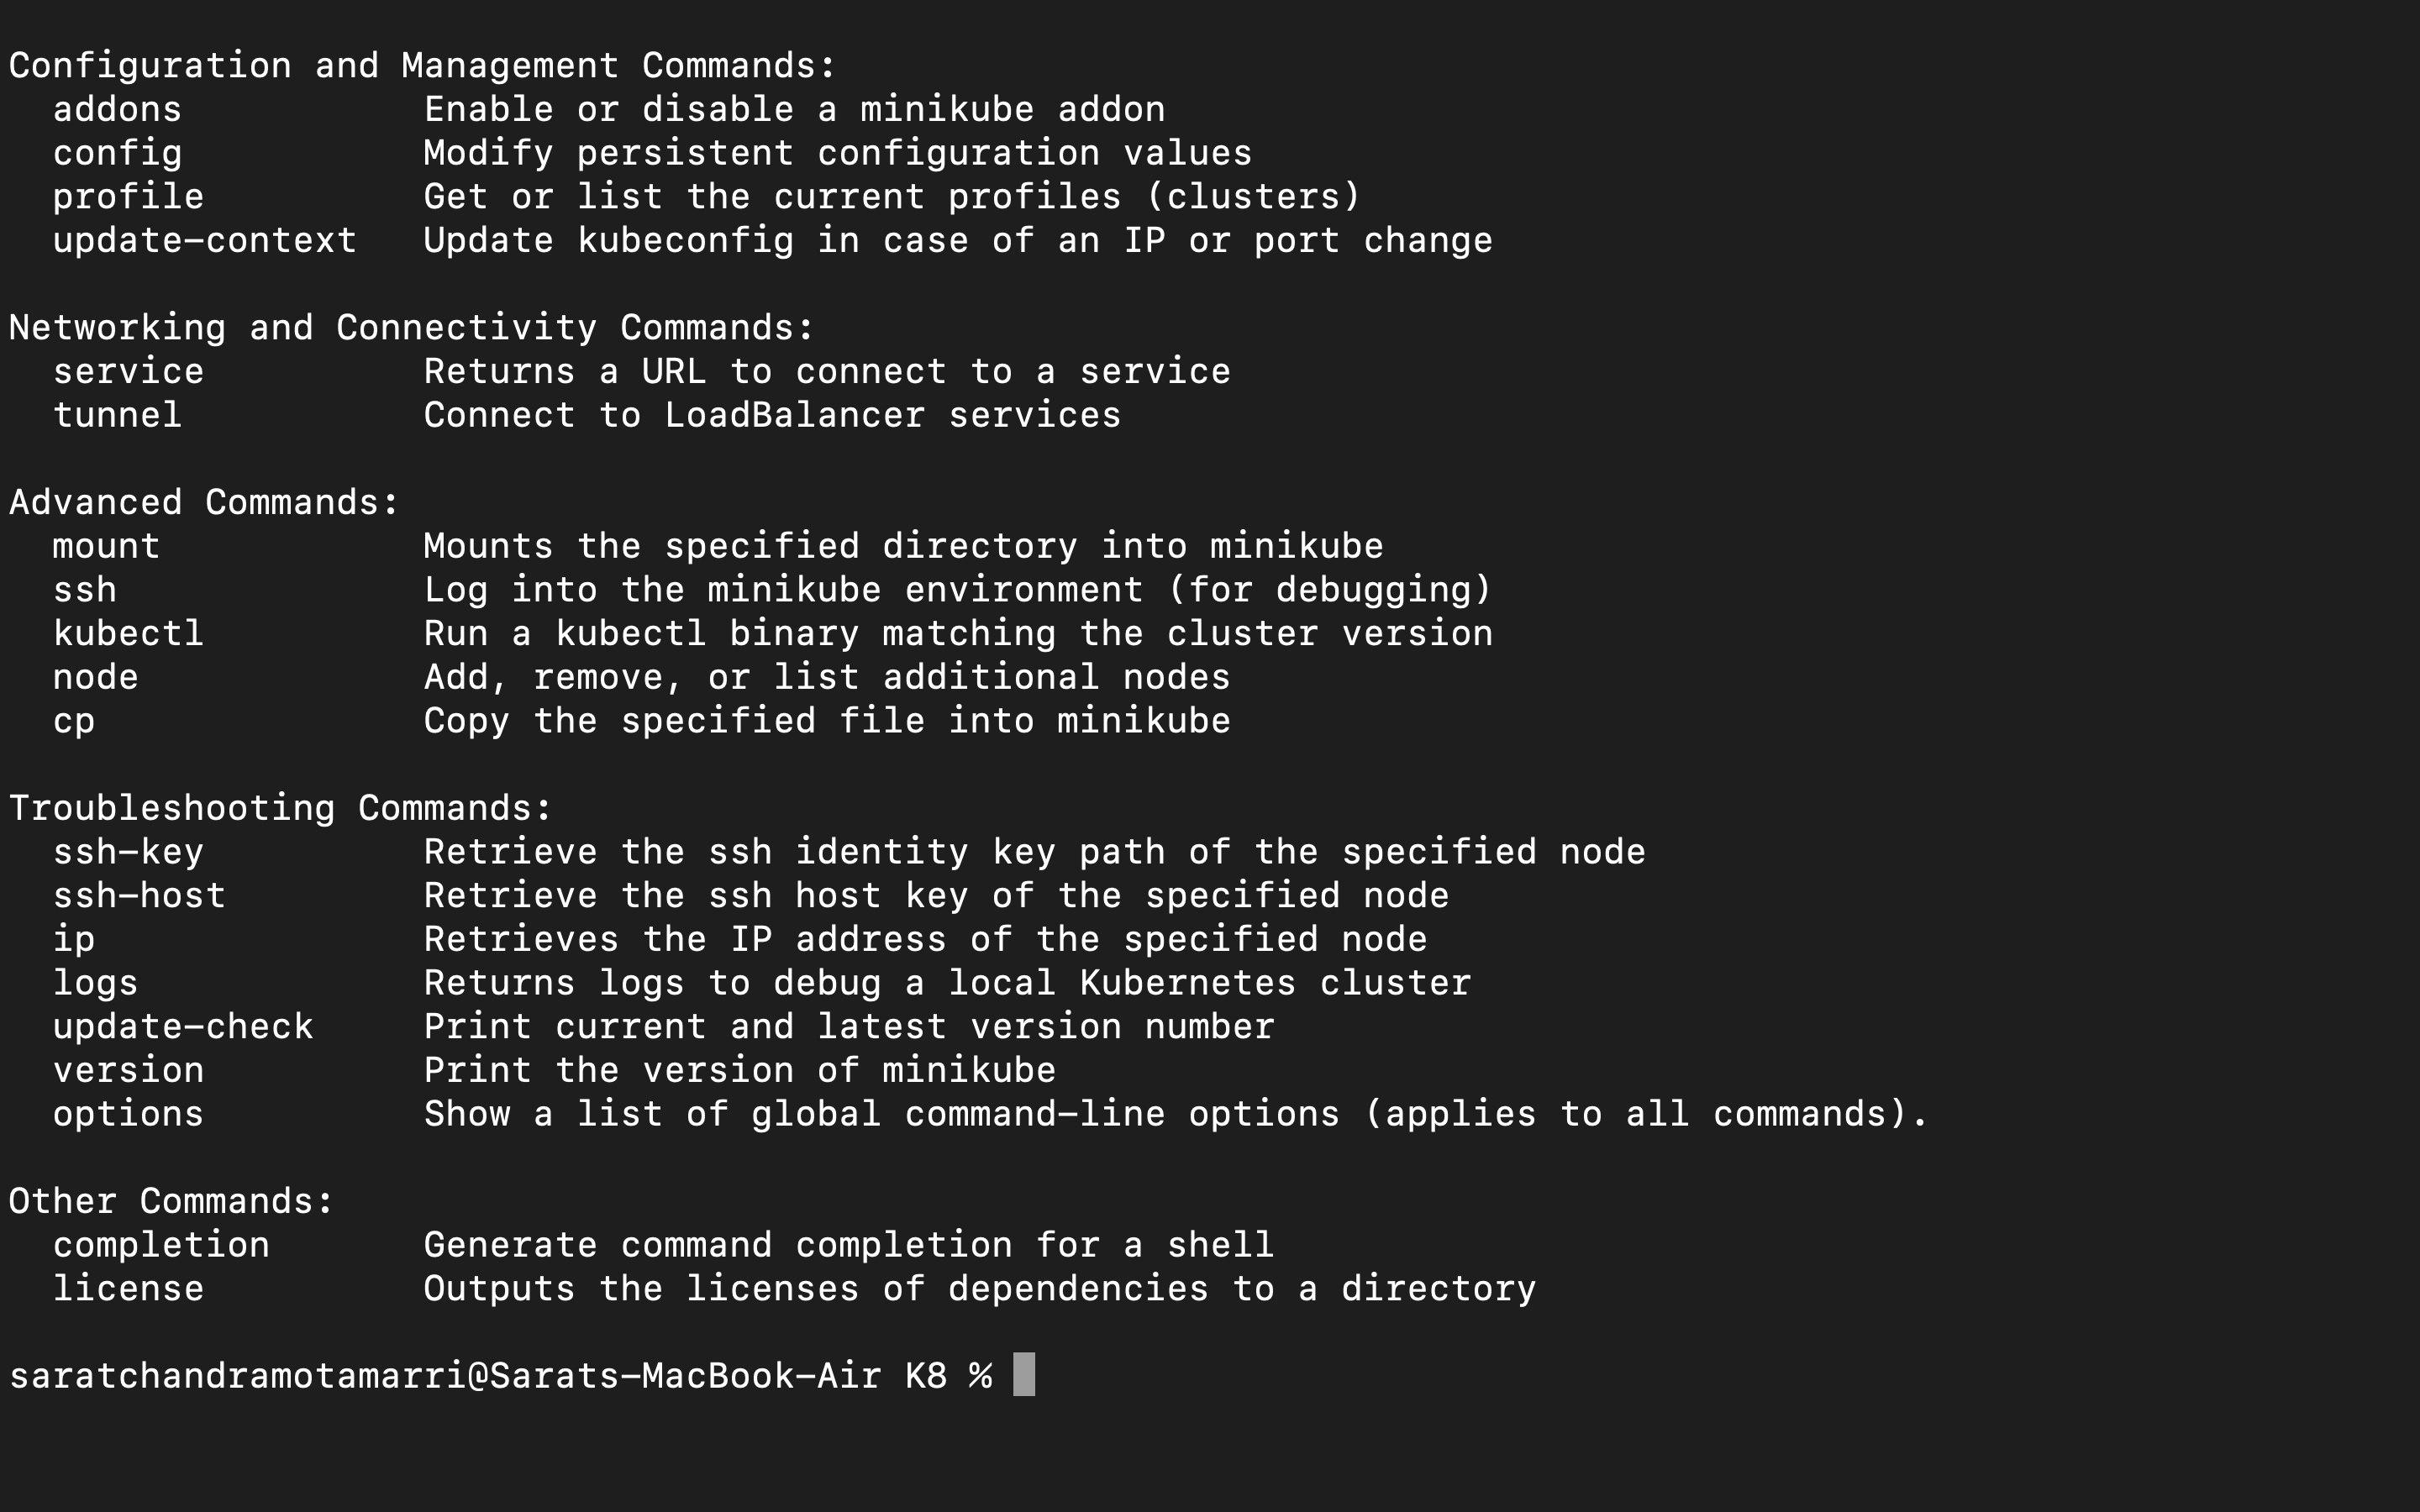 Configuration and Management Commands:
  addons           Enable or disable a minikube addon
  config           Modify persistent configuration values
  profile          Get or list the current profiles (clusters)
  update-context   Update kubeconfig in case of an IP or port change

Networking and Connectivity Commands:
  service          Returns a URL to connect to a service
  tunnel           Connect to LoadBalancer services

Advanced Commands:
  mount            Mounts the specified directory into minikube
  ssh              Log into the minikube environment (for debugging)
  kubectl          Run a kubectl binary matching the cluster version
  node             Add, remove, or list additional nodes
  cp               Copy the specified file into minikube

Troubleshooting Commands:
  ssh-key          Retrieve the ssh identity key path of the specified node
  ssh-host         Retrieve the ssh host key of the specified node
  ip               Retrieves the IP address of the specified node
  logs             Returns logs to debug a local Kubernetes cluster
  update-check     Print current and latest version number
  version          Print the version of minikube
  options          Show a list of global command-line options (applies to all commands).

Other Commands:
  completion       Generate command completion for a shell
  license          Outputs the licenses of dependencies to a directory

saratchandramotamarri@Sarats-MacBook-Air K8 %